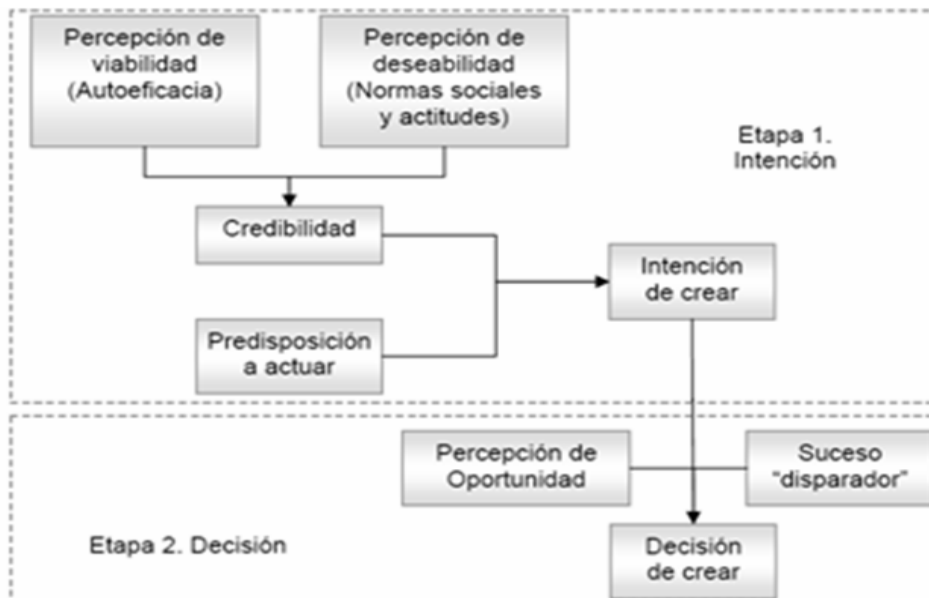 Percepción de
viabilidad
(Autoeficacia)
Percepción de
deseabilidad
(Normas sociales
y actitudes)
Etapa 1.
Intención
Credibilidad
Intención
de crear
Predisposición
a actuar
Percepción de
Oportunidad
Suceso
"disparador"
Etapa 2. Decisión
Decisión
de crear